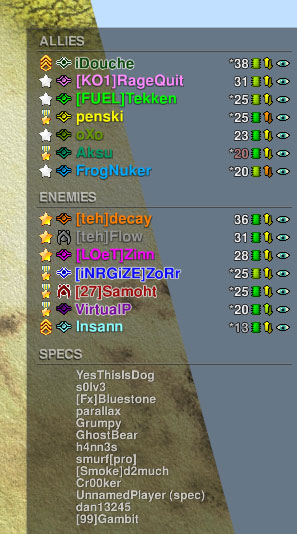 ALLIES
iDouche *38
[KO1]RageQuit 31
[FUEL]Tekken *25
penski *25
oXo 23
Aksu *20
FrogNuker *20
ENEMIES
[teh]decay 36
[teh]Flow 31
[LOeT]Zinn 28
[iNRGiZE]ZoRr *25
[27]Samoht *25
VirtualP *20
Insann *13
SPECS
YesThisIsDog
s0lv3
[Fx]Bluestone
parallax
Grumpy
GhostBear
h4nn3s
smurf[pro]
[Smoke]d2much
Cr00ker
UnnamedPlayer (spec)
dan13245
[99]Gambit